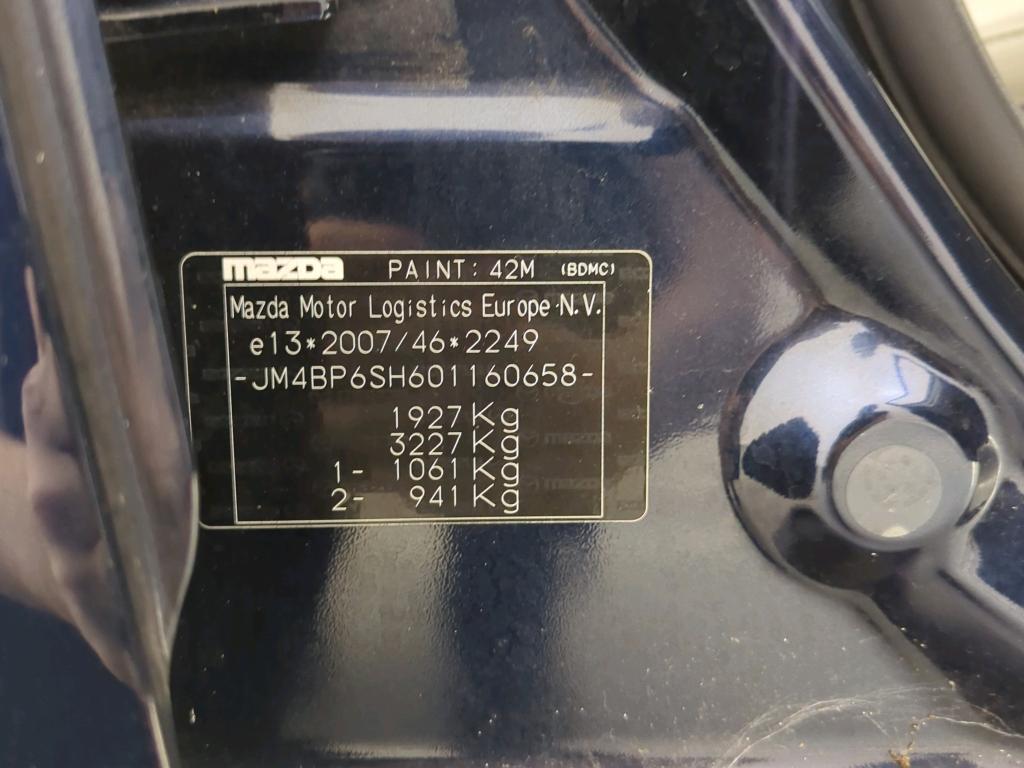 mazda PAINT: 42M (BDMC)
Mazda Motor Logistics Europe N.V.
e13*2007/46*2249
-JM4BP6SH601160658-
1927 Kg
3227 Kg
1- 1061 Kg
2- 941 Kg